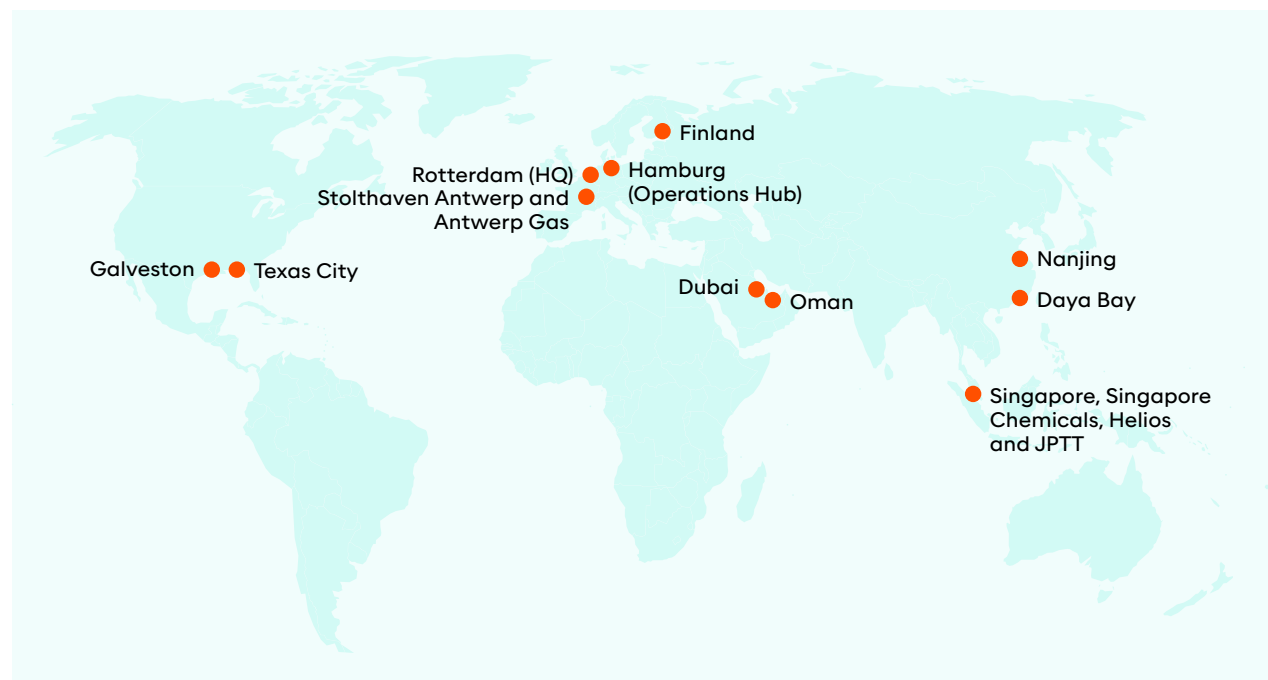 Finland
Rotterdam (HQ)
Hamburg
(Operations Hub)
Stolthaven Antwerp and
Antwerp Gas
Galveston
Texas City
Nanjing
Dubai
Oman
Daya Bay
Singapore, Singapore
Chemicals, Helios
and JPTT